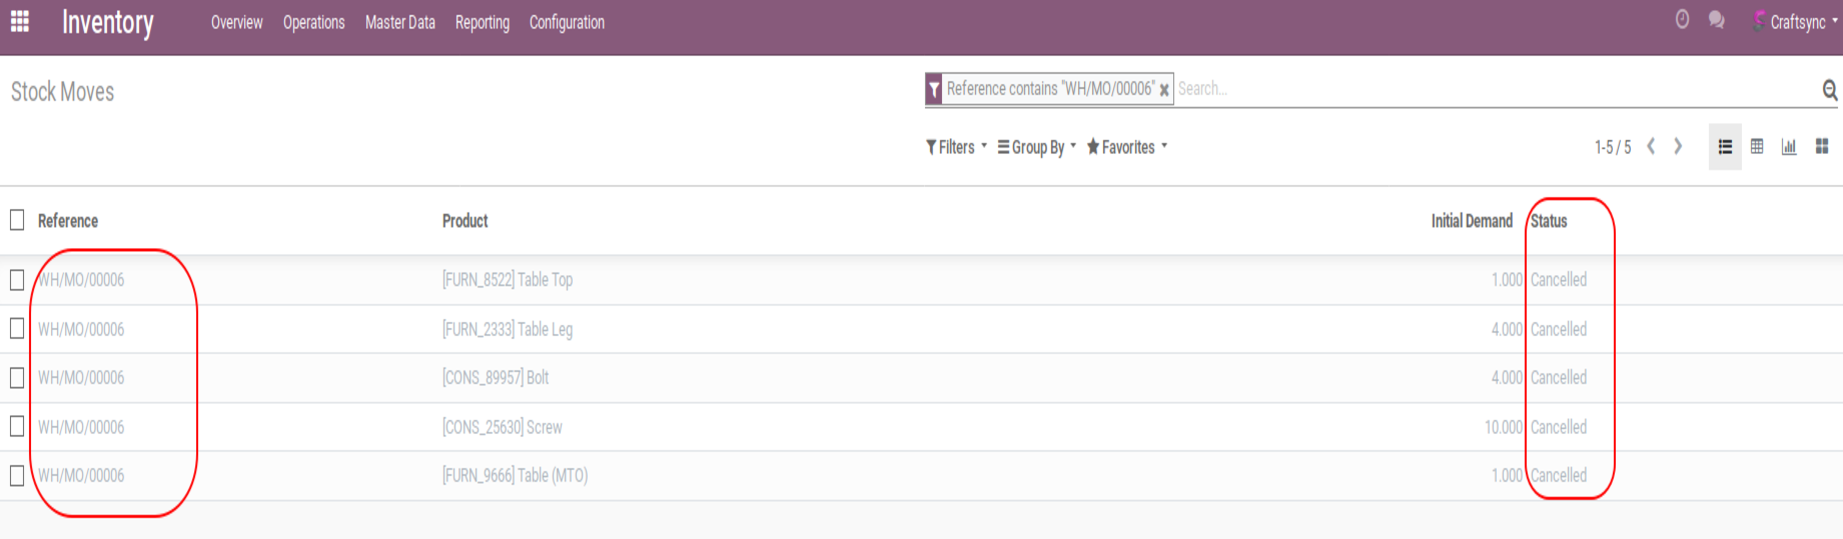 Inventory Overview Operations Master Data Reporting Configuration Craftsync
Stock Moves Reference contains "WH/MO/00006" Search...
Filters Group By Favorites 1-5 / 5
Reference Product Initial Demand Status
WH/MO/00006 [FURN_8522] Table Top 1.000 Cancelled
WH/MO/00006 [FURN_2333] Table Leg 4.000 Cancelled
WH/MO/00006 [CONS_89957] Bolt 4.000 Cancelled
WH/MO/00006 [CONS_25630] Screw 10.000 Cancelled
WH/MO/00006 [FURN_9666] Table (MTO) 1.000 Cancelled